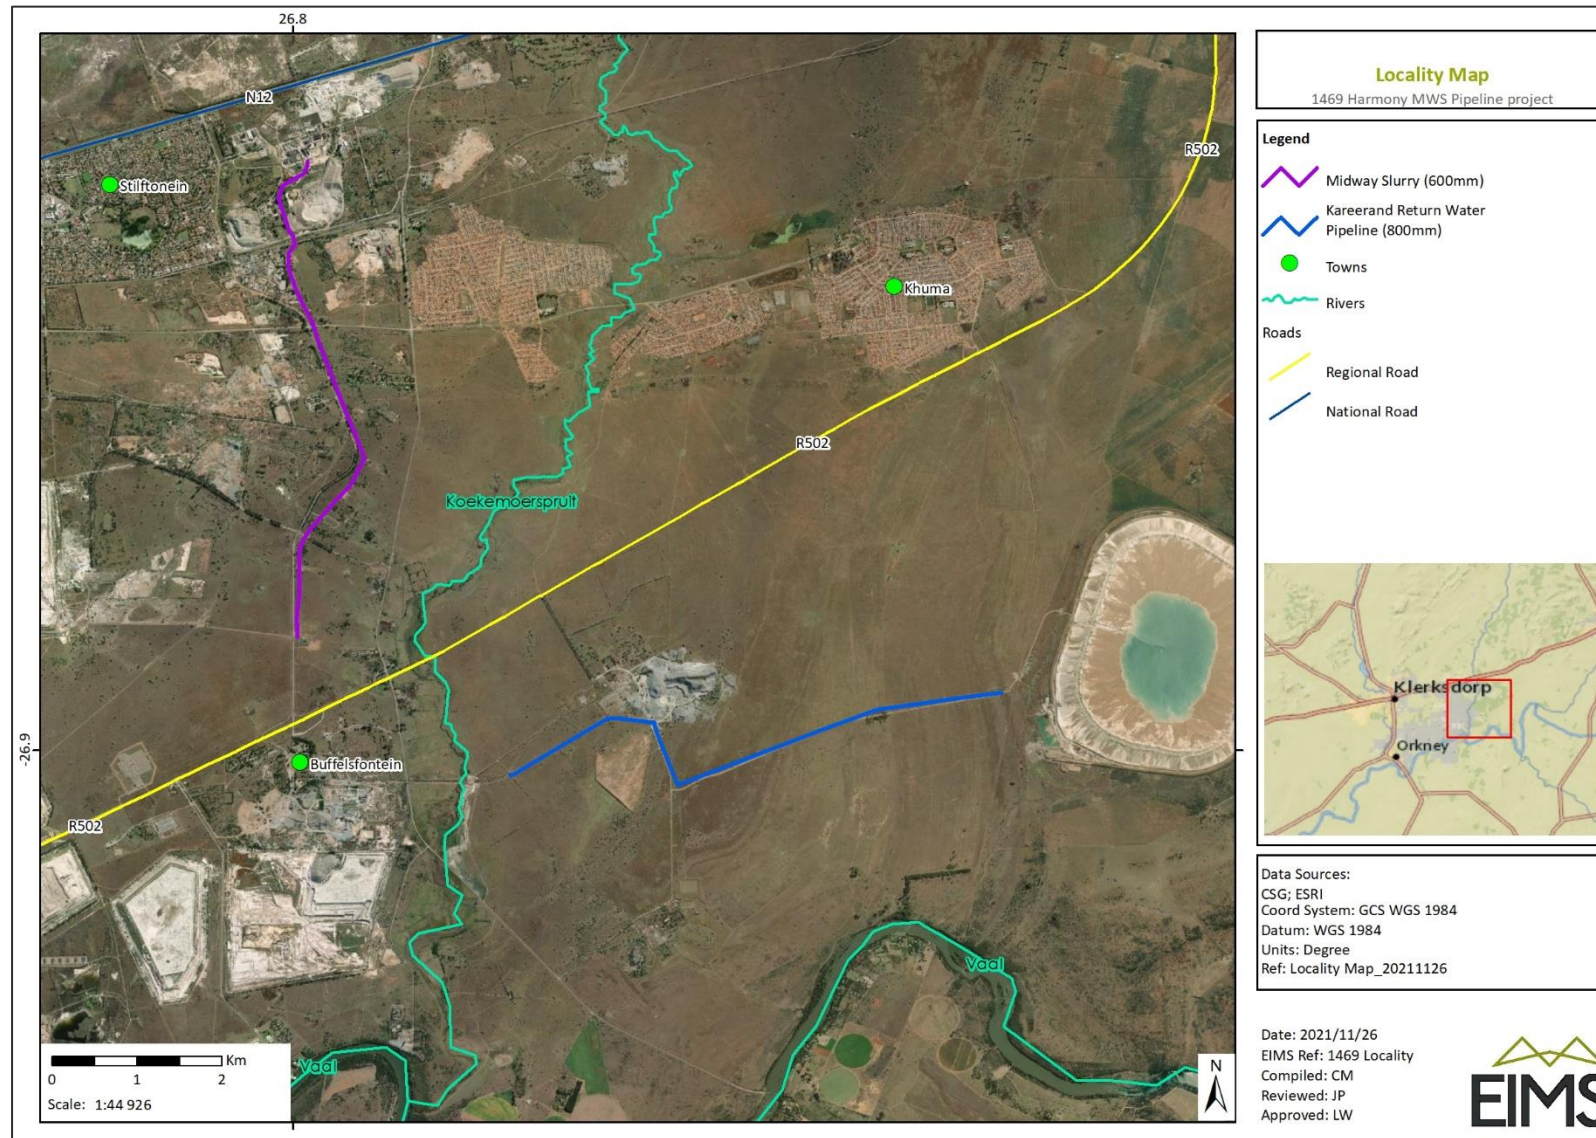 26.8
-26.9
N12
R502
Stilftonein
Khuma
R502
Koekemoerspruit
Buffelsfontein
R502
Vaal
Vaal
Km
0 1 2
Scale: 1:44 926
N
Locality Map
1469 Harmony MWS Pipeline project
Legend
Midway Slurry (600mm)
Kareerand Return Water
Pipeline (800mm)
Towns
Rivers
Roads
Regional Road
National Road
Klerksdorp
Orkney
Data Sources:
CSG; ESRI
Coord System: GCS WGS 1984
Datum: WGS 1984
Units: Degree
Ref: Locality Map_20211126
Date: 2021/11/26
EIMS Ref: 1469 Locality
Compiled: CM
Reviewed: JP
Approved: LW
EIMS